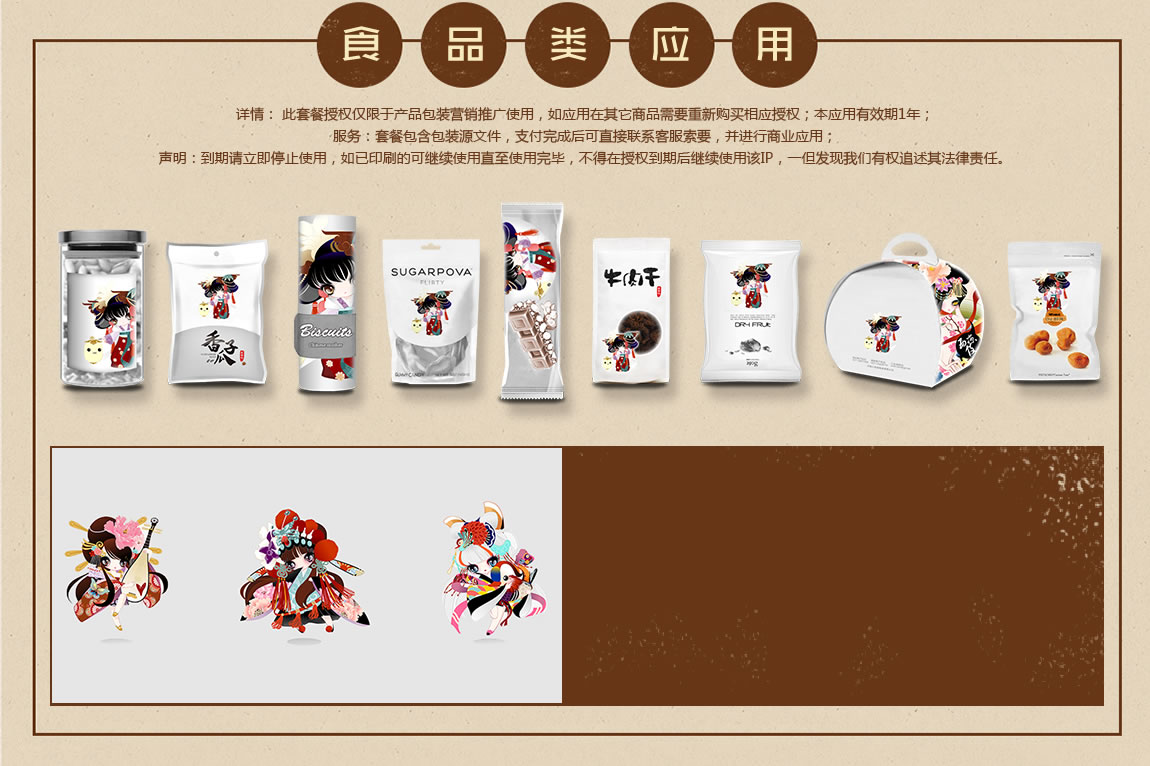 食品类应用
详情： 此套餐授权仅限于产品包装营销推广使用，如应用在其它商品需要重新购买相应授权；本应用有效期1年；
服务：套餐包含包装源文件，支付完成后可直接联系客服索要，并进行商业应用；
声明：到期请立即停止使用，如已印刷的可继续使用直至使用完毕，不得在授权到期后继续使用该IP，一但发现我们有权追述其法律责任。
香瓜子
Biscuits
SUGARPOVA
FLIRTY
牛肉干
DRY FRUIT